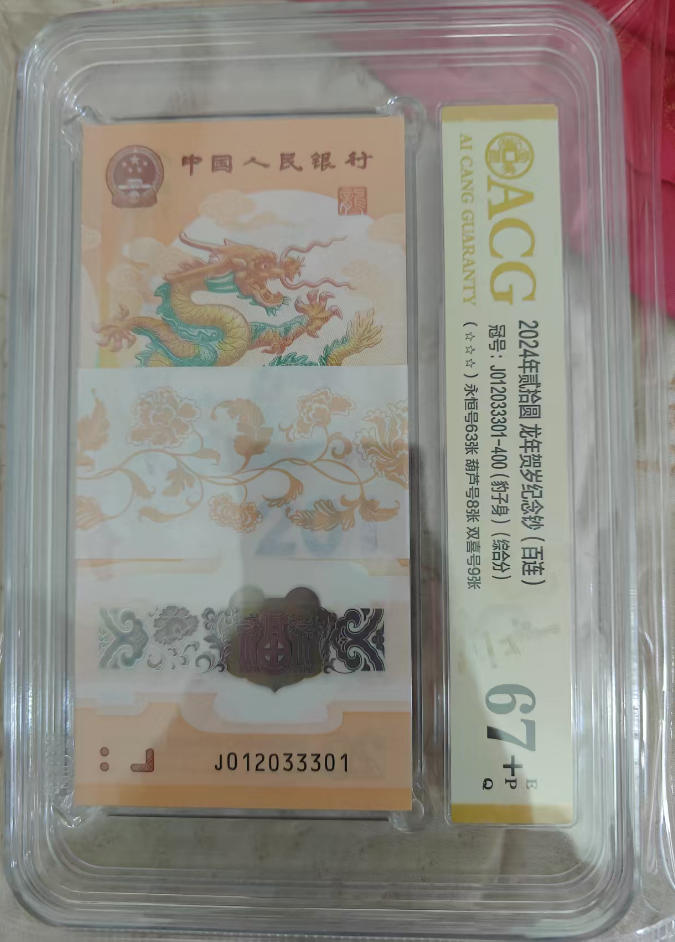 中国人民银行
J012033301
ACG
AI CANG GUARANTY
2024年贰拾圆 龙年贺岁纪念钞（百连）
冠号：J012033301-400（豹子身）（综合分）
（☆☆☆）永恒号63张 葫芦号8张 双喜号9张
67+
E
P
Q